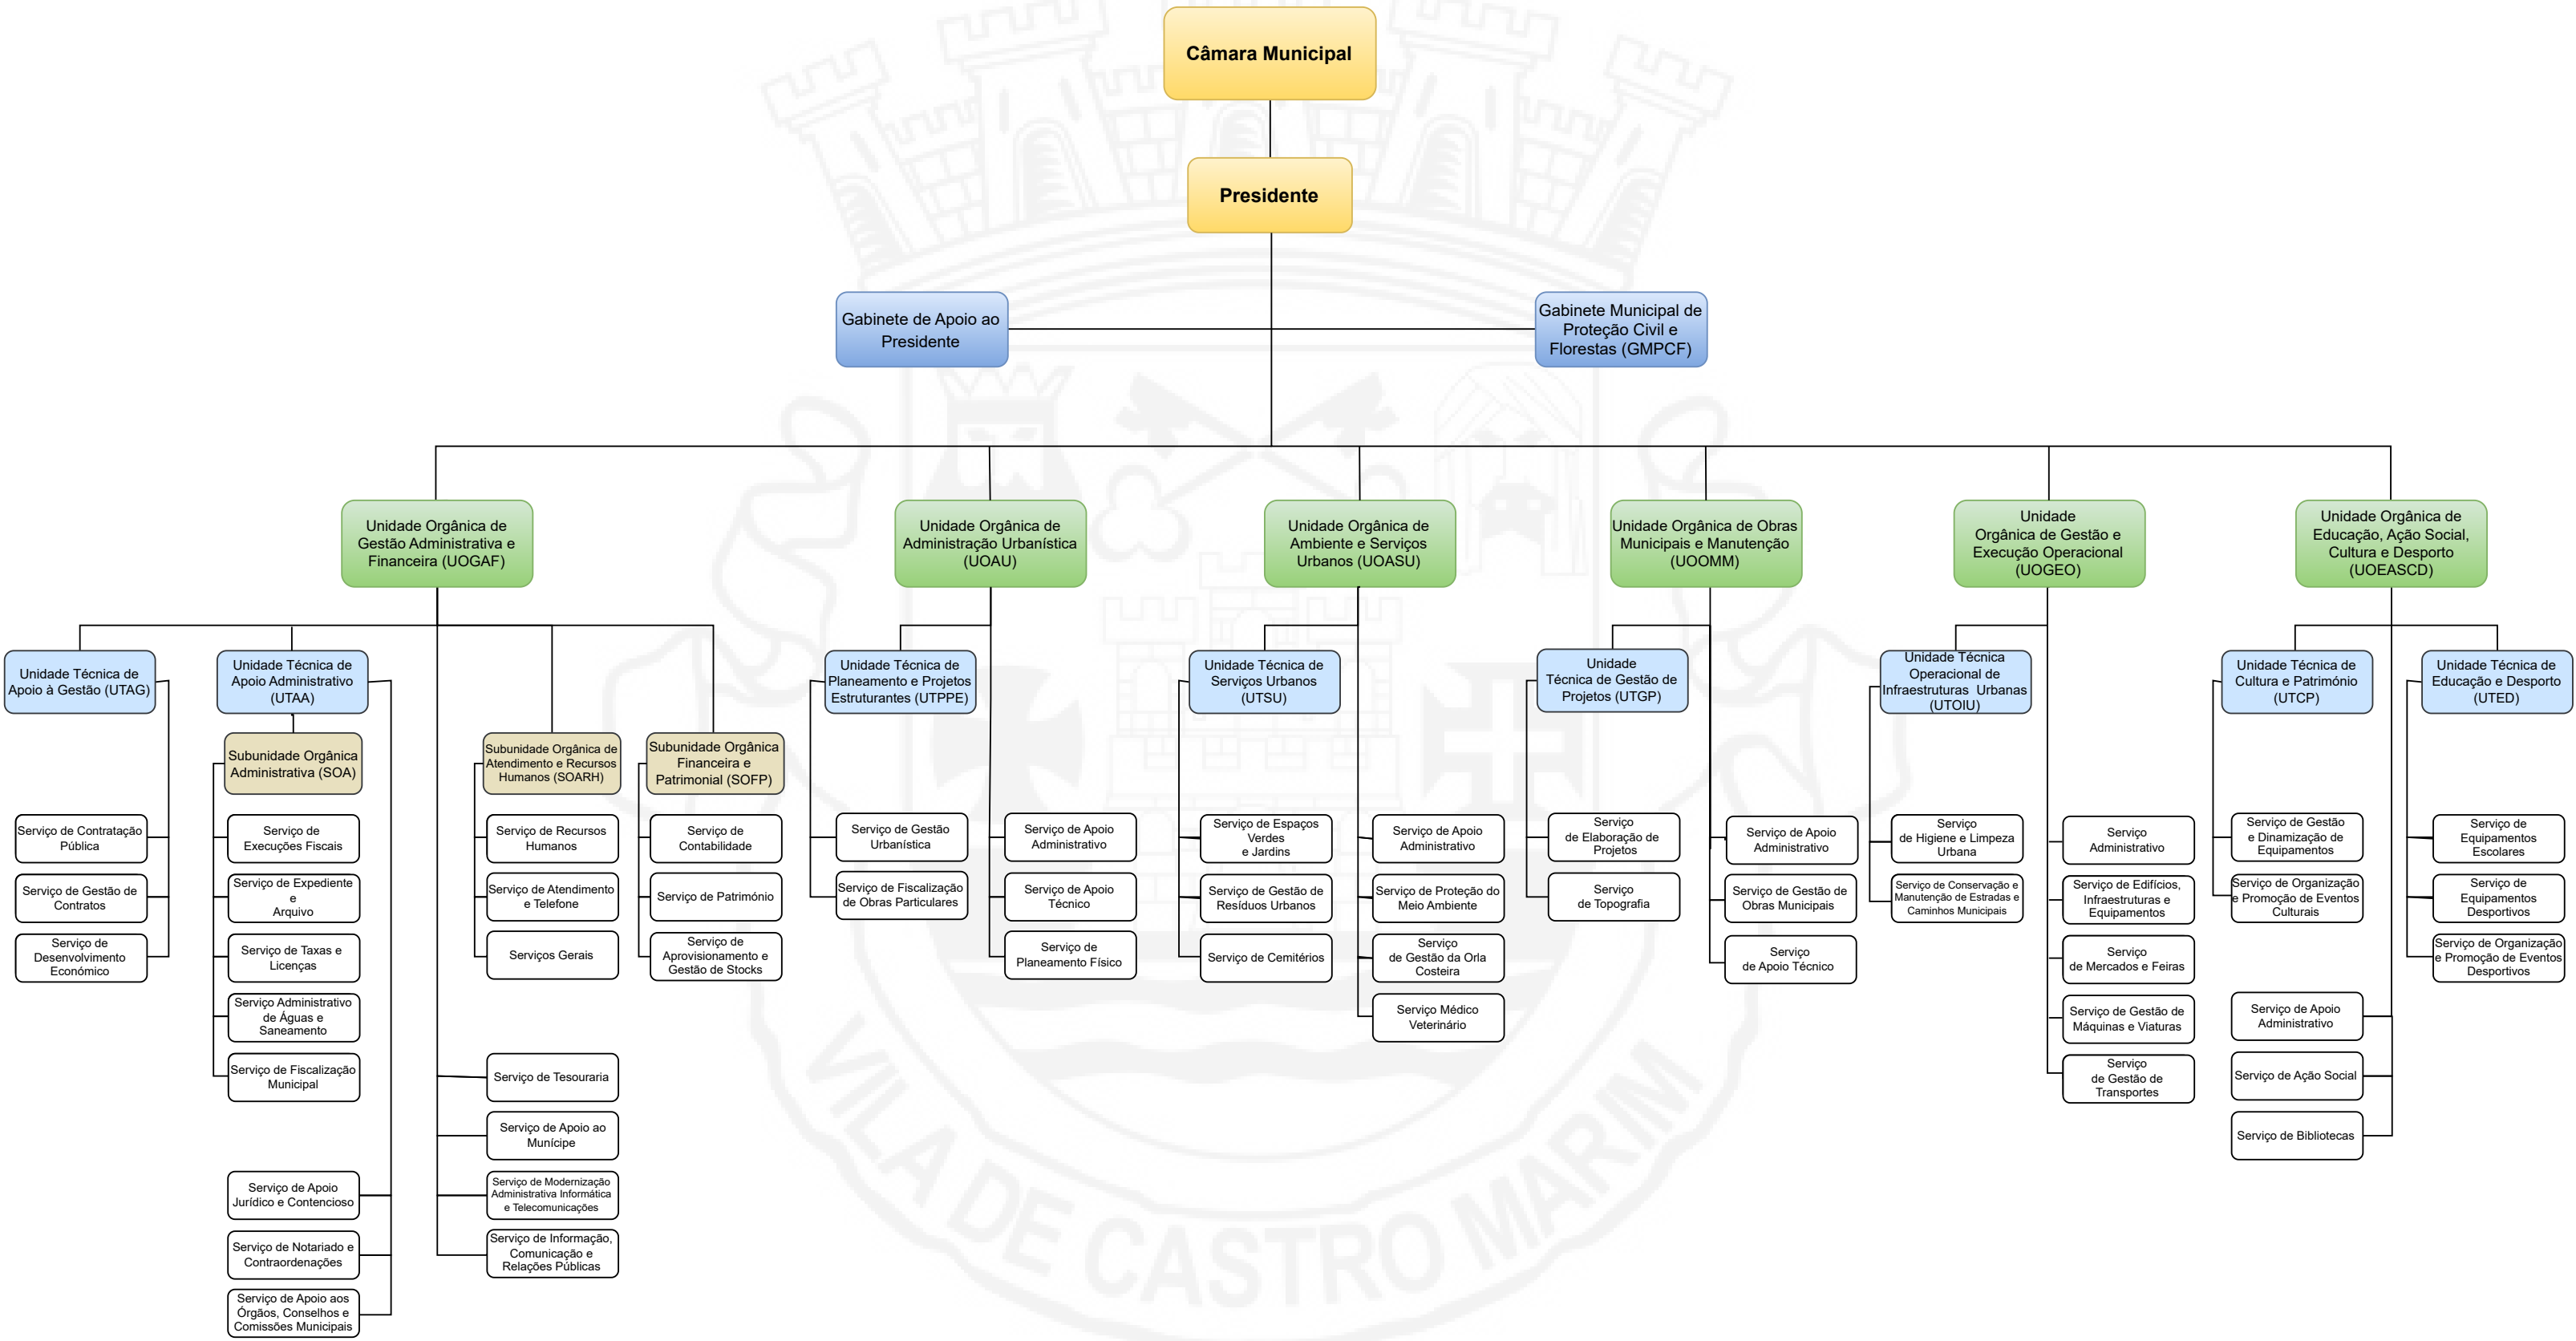 Câmara Municipal
Presidente
Gabinete de Apoio ao
Presidente
Gabinete Municipal de
Proteção Civil e
Florestas (GMPCF)
Unidade Orgânica de
Gestão Administrativa e
Financeira (UOGAF)
Unidade Orgânica de
Administração Urbanística
(UOAU)
Unidade Orgânica de
Ambiente e Serviços
Urbanos (UOASU)
Unidade Orgânica de Obras
Municipais e Manutenção
(UOOMM)
Unidade
Orgânica de Gestão e
Execução Operacional
(UOGEO)
Unidade Orgânica de
Educação, Ação Social,
Cultura e Desporto
(UOEASCD)
Unidade Técnica de
Apoio à Gestão (UTAG)
Unidade Técnica de
Apoio Administrativo
(UTAA)
Unidade Técnica de
Planeamento e Projetos
Estruturantes (UTPPE)
Unidade Técnica de
Serviços Urbanos
(UTSU)
Unidade
Técnica de Gestão de
Projetos (UTGP)
Unidade Técnica
Operacional de
Infraestruturas Urbanas
(UTOIU)
Unidade Técnica de
Cultura e Património
(UTCP)
Unidade Técnica de
Educação e Desporto
(UTED)
Subunidade Orgânica
Administrativa (SOA)
Subunidade Orgânica de
Atendimento e Recursos
Humanos (SOARH)
Subunidade Orgânica
Financeira e
Patrimonial (SOFP)
Serviço de Contratação
Pública
Serviço de Gestão de
Contratos
Serviço de
Desenvolvimento
Económico
Serviço de
Execuções Fiscais
Serviço de Expediente
e
Arquivo
Serviço de Taxas e
Licenças
Serviço Administrativo
de Águas e
Saneamento
Serviço de Fiscalização
Municipal
Serviço de Apoio
Jurídico e Contencioso
Serviço de Notariado e
Contraordenações
Serviço de Apoio aos
Órgãos, Conselhos e
Comissões Municipais
Serviço de Recursos
Humanos
Serviço de Atendimento
e Telefone
Serviços Gerais
Serviço de Tesouraria
Serviço de Apoio ao
Munícipe
Serviço de Modernização
Administrativa Informática
e Telecomunicações
Serviço de Informação,
Comunicação e
Relações Públicas
Serviço de
Contabilidade
Serviço de Património
Serviço de
Aprovisionamento e
Gestão de Stocks
Serviço de Gestão
Urbanística
Serviço de Fiscalização
de Obras Particulares
Serviço de Apoio
Administrativo
Serviço de Apoio
Técnico
Serviço de
Planeamento Físico
Serviço de Espaços
Verdes
e Jardins
Serviço de Gestão de
Resíduos Urbanos
Serviço de Cemitérios
Serviço de Apoio
Administrativo
Serviço de Proteção do
Meio Ambiente
Serviço
de Gestão da Orla
Costeira
Serviço Médico
Veterinário
Serviço
de Elaboração de
Projetos
Serviço
de Topografia
Serviço de Apoio
Administrativo
Serviço de Gestão de
Obras Municipais
Serviço
de Apoio Técnico
Serviço
de Higiene e Limpeza
Urbana
Serviço de Conservação e
Manutenção de Estradas e
Caminhos Municipais
Serviço
Administrativo
Serviço de Edifícios,
Infraestruturas e
Equipamentos
Serviço
de Mercados e Feiras
Serviço de Gestão de
Máquinas e Viaturas
Serviço
de Gestão de
Transportes
Serviço de Gestão
e Dinamização de
Equipamentos
Serviço de Organização
e Promoção de Eventos
Culturais
Serviço de Apoio
Administrativo
Serviço de Ação Social
Serviço de Bibliotecas
Serviço de
Equipamentos
Escolares
Serviço de
Equipamentos
Desportivos
Serviço de Organização
e Promoção de Eventos
Desportivos
VILA DE CASTRO MARIM